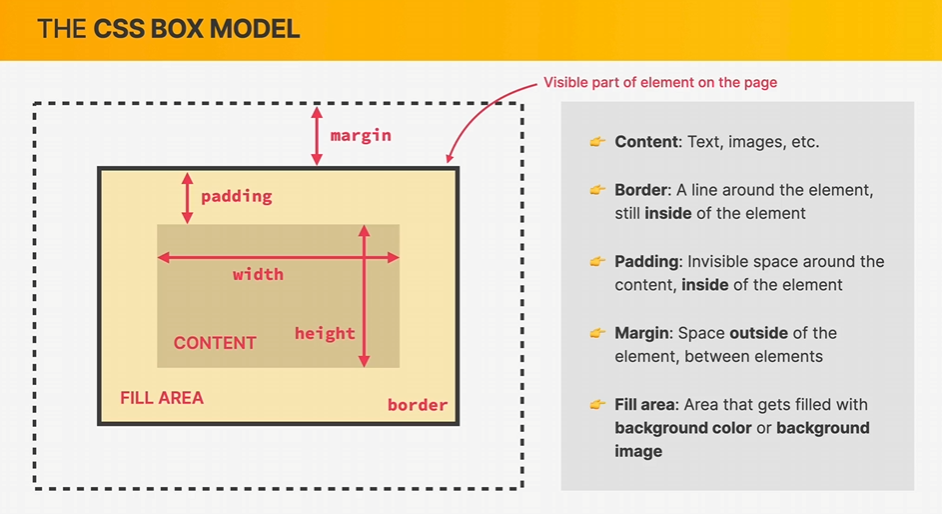 THE CSS BOX MODEL
Visible part of element on the page
margin
padding
width
height
CONTENT
FILL AREA
border
Content: Text, images, etc.
Border: A line around the element,
still inside of the element
Padding: Invisible space around the
content, inside of the element
Margin: Space outside of the
element, between elements
Fill area: Area that gets filled with
background color or background
image